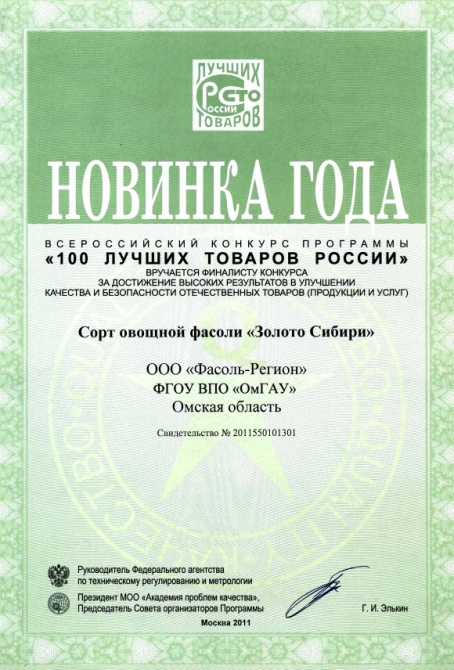 ЛУЧШИХ
СТО
РОССИИ
ТОВАРОВ
НОВИНКА ГОДА
ВСЕРОССИЙСКИЙ КОНКУРС ПРОГРАММЫ
«100 ЛУЧШИХ ТОВАРОВ РОССИИ»
ВРУЧАЕТСЯ ФИНАЛИСТУ КОНКУРСА
ЗА ДОСТИЖЕНИЕ ВЫСОКИХ РЕЗУЛЬТАТОВ В УЛУЧШЕНИИ
КАЧЕСТВА И БЕЗОПАСНОСТИ ОТЕЧЕСТВЕННЫХ ТОВАРОВ (ПРОДУКЦИИ И УСЛУГ)
Сорт овощной фасоли «Золото Сибири»
ООО «Фасоль-Регион»
ФГОУ ВПО «ОмГАУ»
Омская область
Свидетельство № 2011550101301
QUALITY · КАЧЕСТВО
Руководитель Федерального агентства
по техническому регулированию и метрологии
Президент МОО «Академия проблем качества»,
Председатель Совета организаторов Программы
Г. И. Элькин
Москва 2011